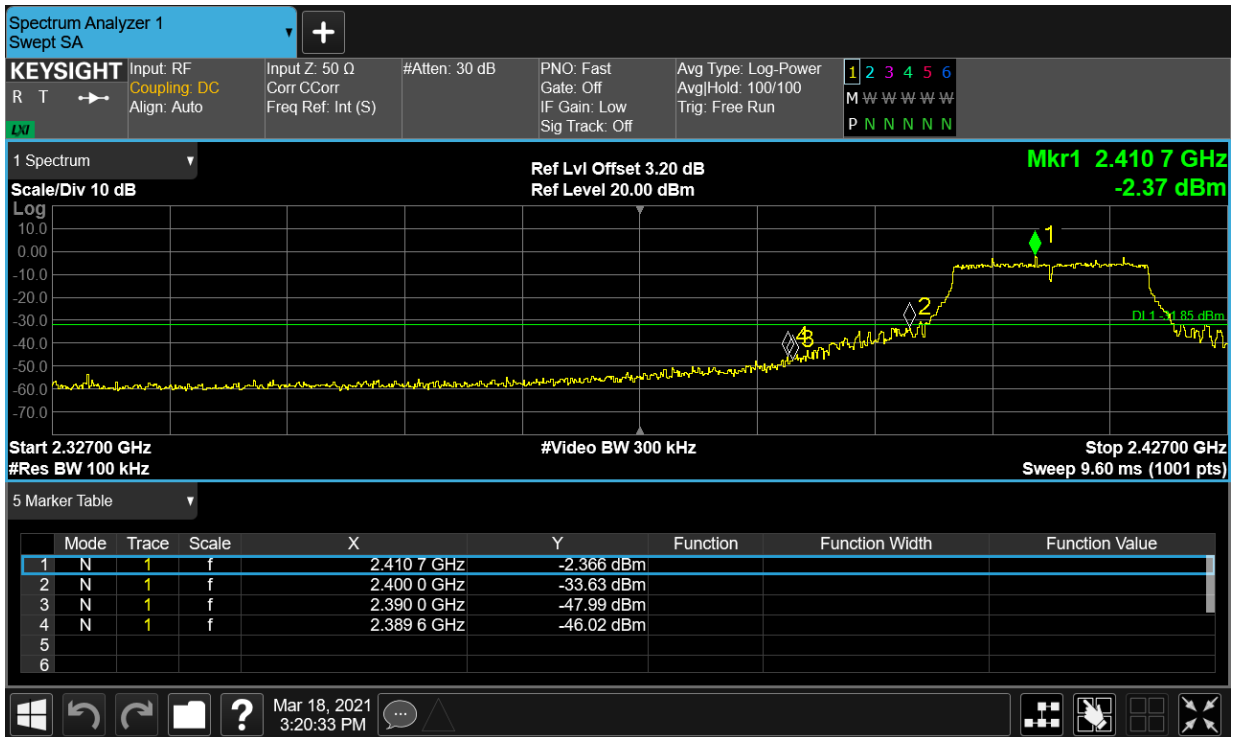 Spectrum Analyzer 1
Swept SA
KEYSIGHT
R T
LXI
Input: RF
Coupling: DC
Align: Auto
Input Z: 50 Ω
Corr CCorr
Freq Ref: Int (S)
#Atten: 30 dB
PNO: Fast
Gate: Off
IF Gain: Low
Sig Track: Off
Avg Type: Log-Power
Avg|Hold: 100/100
Trig: Free Run
1 2 3 4 5 6
M W W W W W
P N N N N N
1 Spectrum
Scale/Div 10 dB
Log
Ref Lvl Offset 3.20 dB
Ref Level 20.00 dBm
Mkr1 2.410 7 GHz
-2.37 dBm
10.0
0.00
-10.0
-20.0
-30.0
-40.0
-50.0
-60.0
-70.0
1
2
4
3
DL1 -31.85 dBm
Start 2.32700 GHz
#Res BW 100 kHz
#Video BW 300 kHz
Stop 2.42700 GHz
Sweep 9.60 ms (1001 pts)
5 Marker Table
Mode Trace Scale X Y Function Function Width Function Value
1 N 1 f 2.410 7 GHz -2.366 dBm
2 N 1 f 2.400 0 GHz -33.63 dBm
3 N 1 f 2.390 0 GHz -47.99 dBm
4 N 1 f 2.389 6 GHz -46.02 dBm
5
6
?
Mar 18, 2021
3:20:33 PM